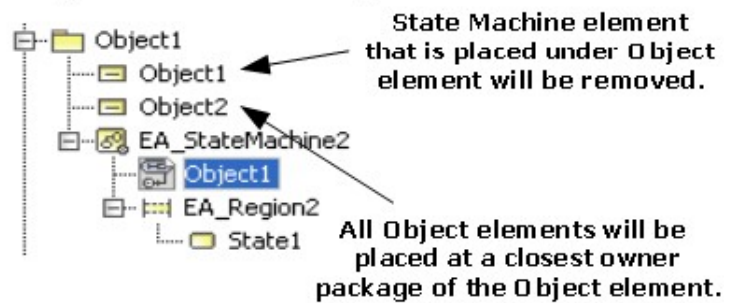 Object1
State Machine element
that is placed under Object
element will be removed.
Object1
Object2
EA_StateMachine2
Object1
EA_Region2
State1
All Object elements will be
placed at a closest owner
package of the Object element.